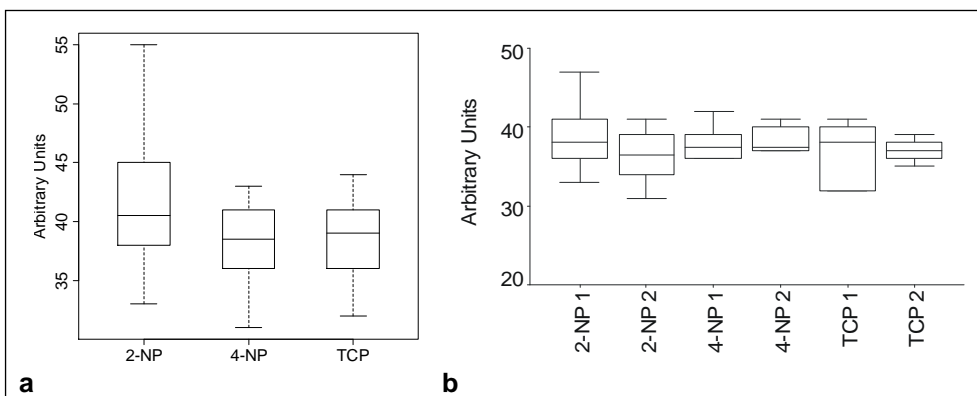 Arbitrary Units
55
50
45
40
35
2-NP
4-NP
TCP
a
Arbitrary Units
50
40
30
20
2-NP 1
2-NP 2
4-NP 1
4-NP 2
TCP 1
TCP 2
b